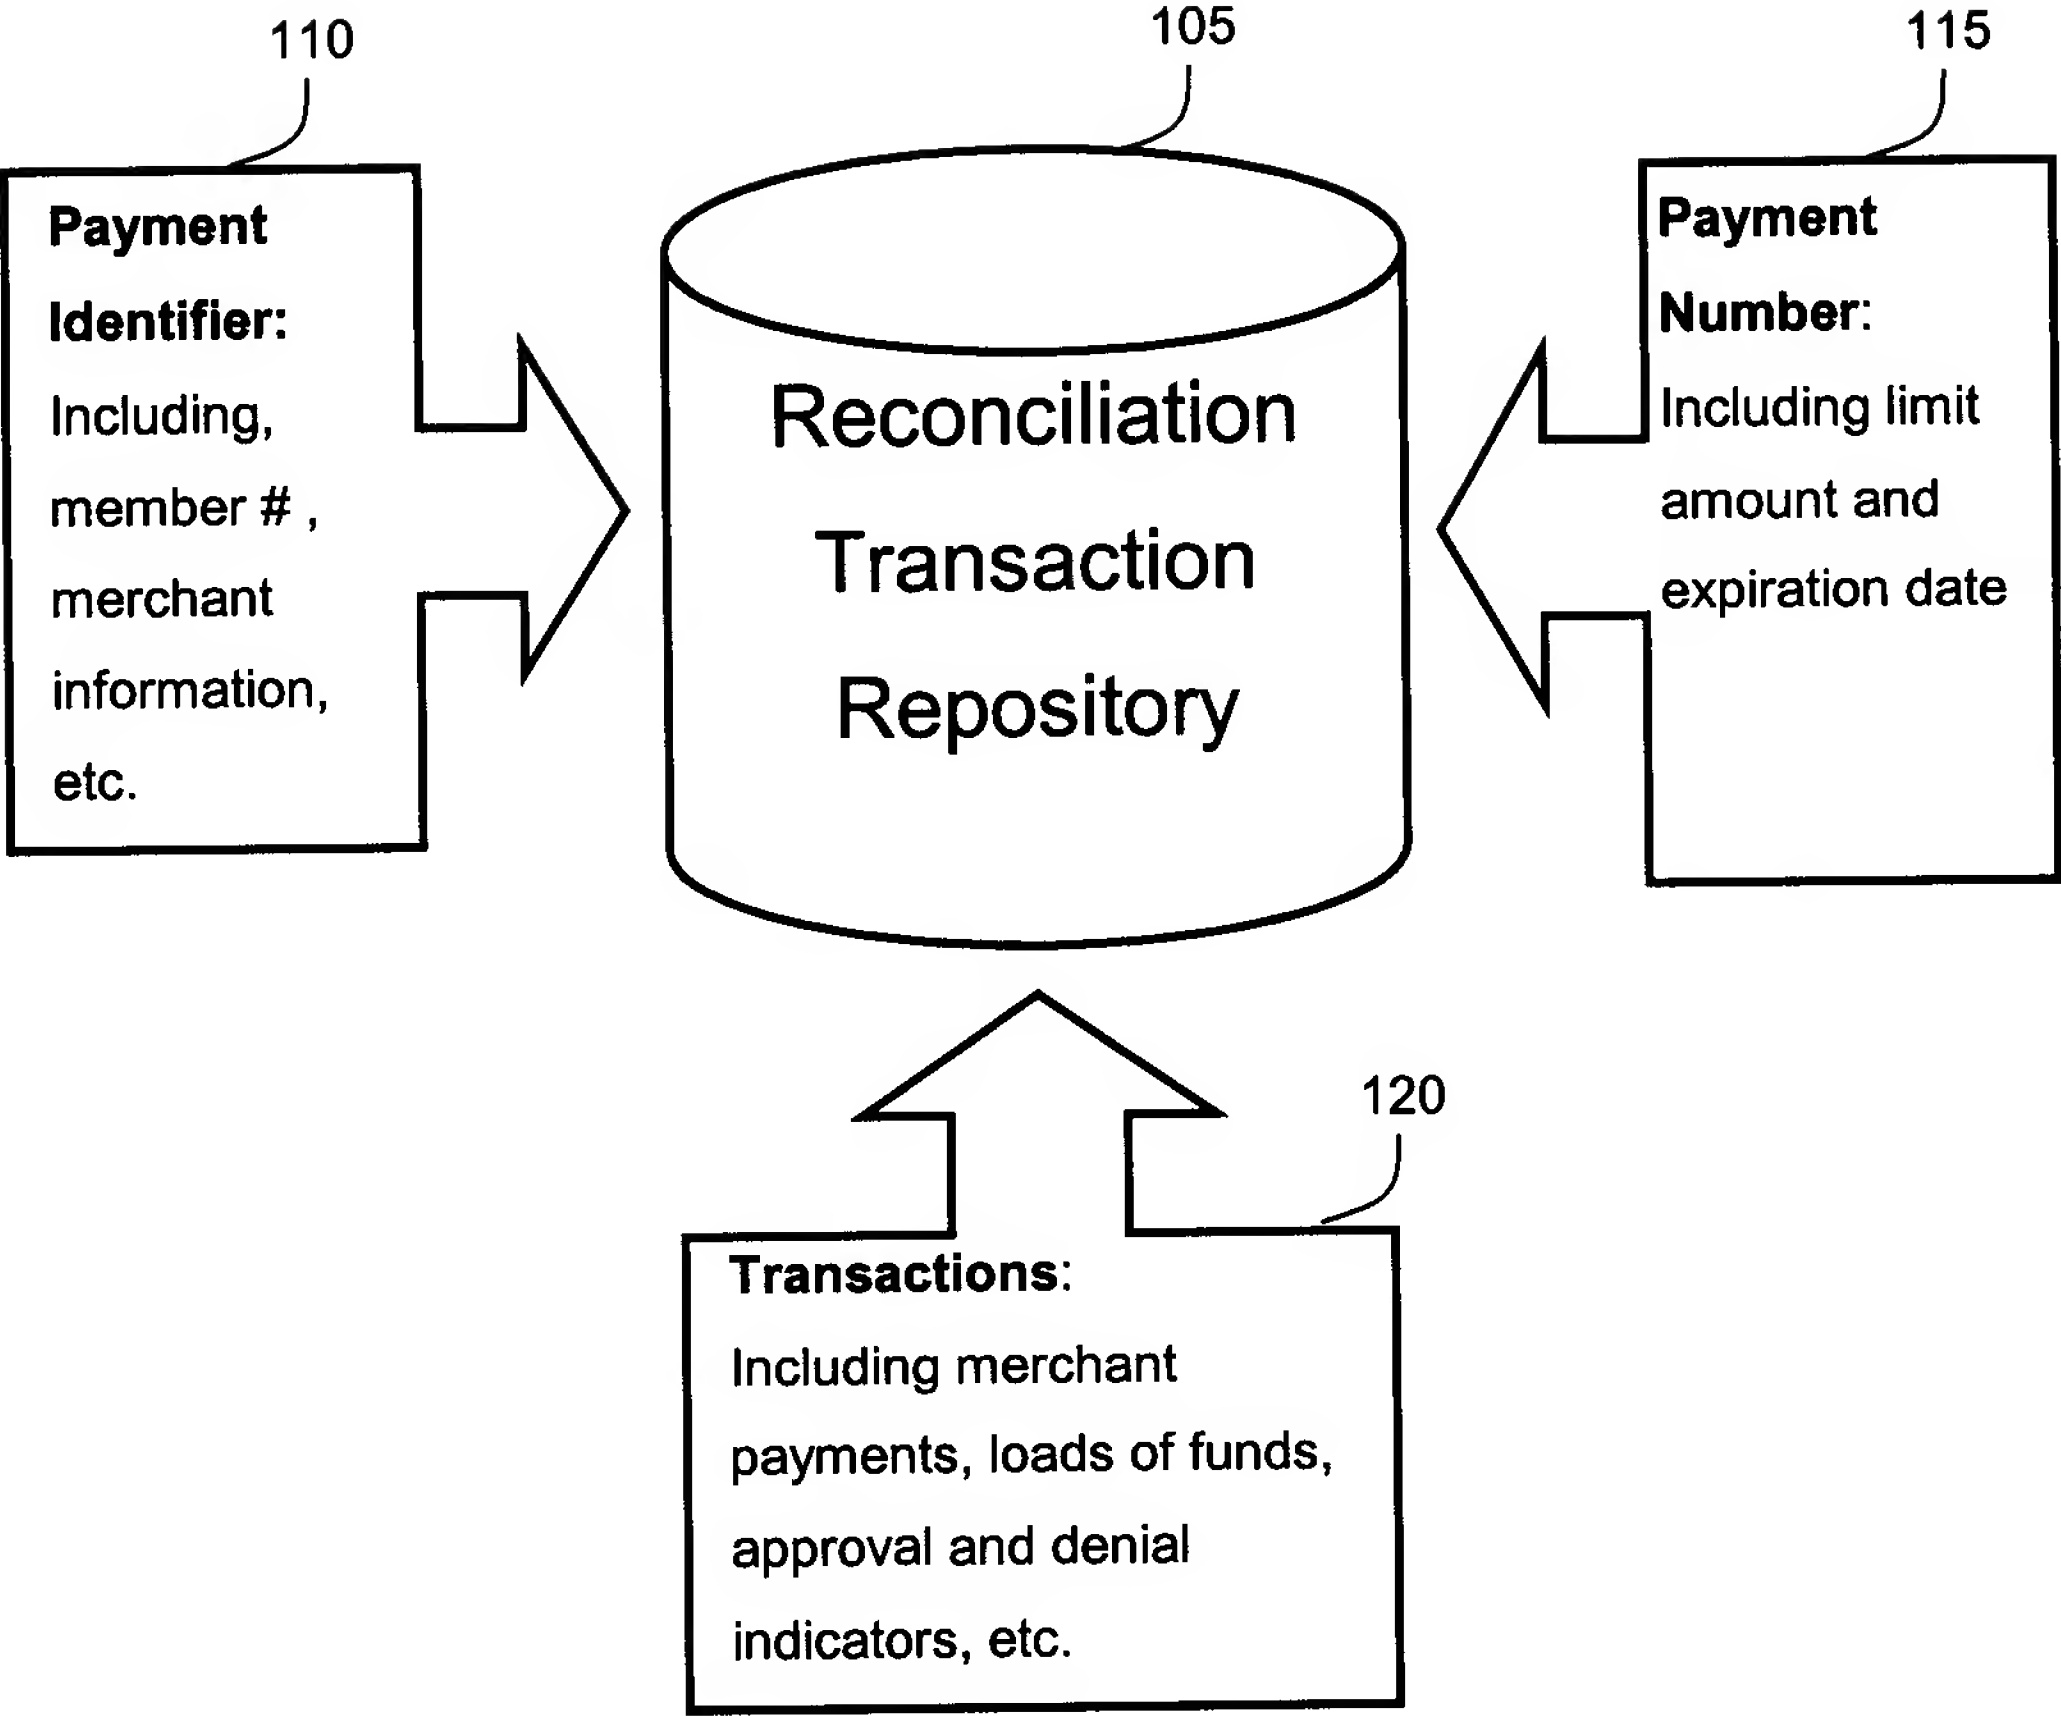 110
105
115
Payment
Identifier:
Including,
member # ,
merchant
information,
etc.
Reconciliation
Transaction
Repository
Payment
Number:
Including limit
amount and
expiration date
120
Transactions:
Including merchant
payments, loads of funds,
approval and denial
indicators, etc.